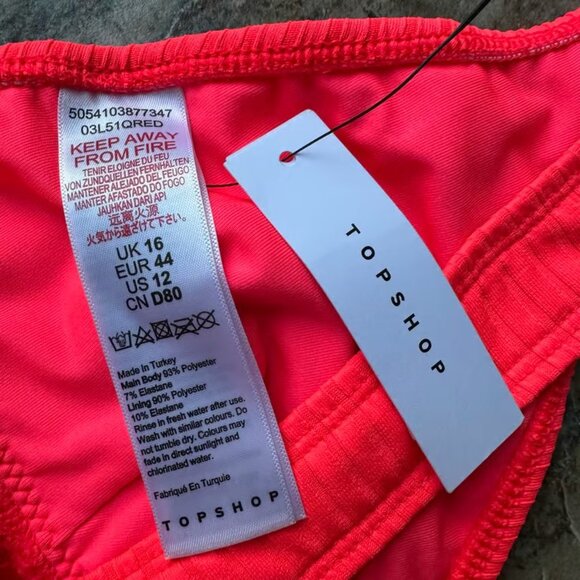 5054103877347
03L51QRED
KEEP AWAY
FROM FIRE
TENIR ELOIGNE DU FEU
VON ZUNDQUELLEN FERNHALTEN
MANTENER ALEJADO DEL FEUGO
MANTER AFASTADO DO FOGO
JAUHKAN DARI API
远离火源
火気から遠ざけて下さい。
UK 16
EUR 44
US 12
CN D80
Made In Turkey
Main Body 93% Polyester
7% Elastane
Lining 90% Polyester
10% Elastane
Rinse in fresh water after use.
Wash with similar colours. Do
not tumble dry. Colours may
fade in direct sunlight and
chlorinated water.
Fabriqué En Turquie
TOPSHOP
TOPSHOP